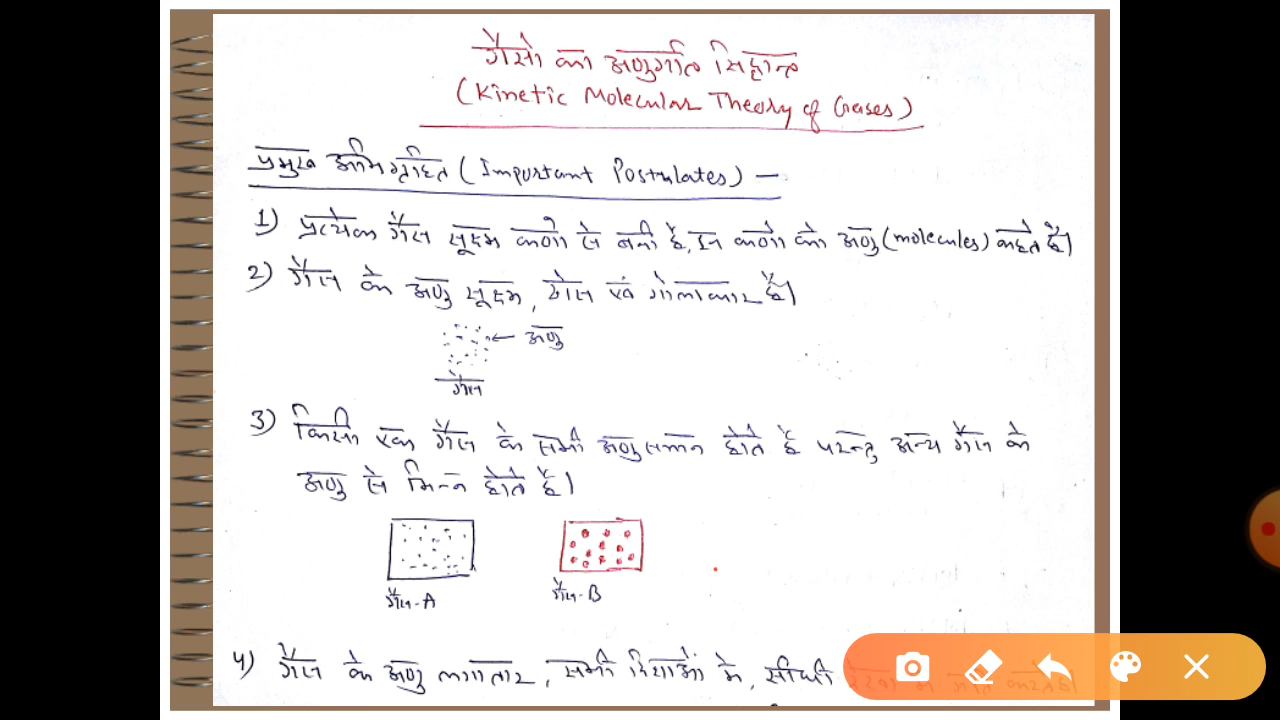 गैसों का अणुगति सिद्धान्त
(Kinetic Molecular Theory of Gases)
प्रमुख अभिगृहित (Important Postulates) —
1) प्रत्येक गैस सूक्ष्म कणों से बनी है, इन कणों को अणु (molecules) कहते हैं।
2) गैस के अणु सूक्ष्म, ठोस एवं गोलाकार हैं।
← अणु
गैस
3) किसी एक गैस के सभी अणु समान होते हैं परन्तु अन्य गैस के
अणु से भिन्न होते हैं।
गैस-A गैस-B
4) गैस के अणु लगातार, सभी दिशाओं में, सीधी